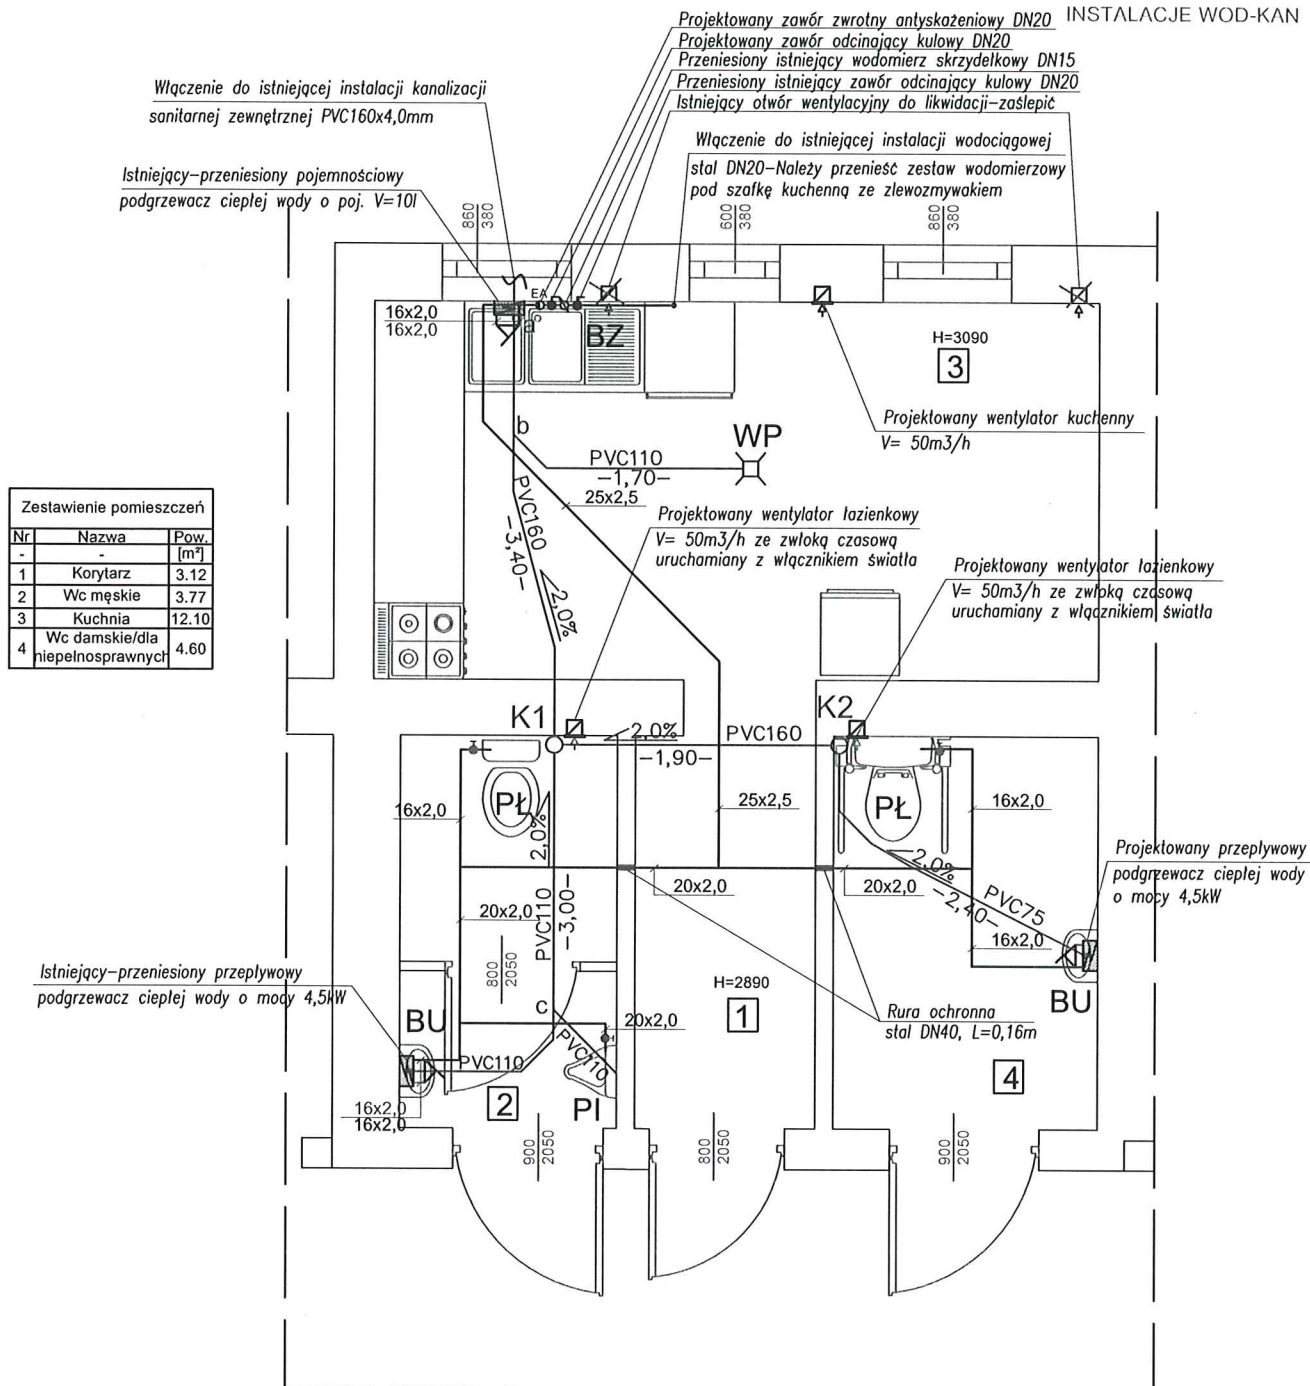 INSTALACJE WOD-KAN
Projektowany zawór zwrotny antyskażeniowy DN20
Projektowany zawór odcinający kulowy DN20
Przeniesiony istniejący wodomierz skrzydełkowy DN15
Przeniesiony istniejący zawór odcinający kulowy DN20
Istniejący otwór wentylacyjny do likwidacji-zaślepić
Włączenie do istniejącej instalacji kanalizacji
sanitarnej zewnętrznej PVC160x4,0mm
Włączenie do istniejącej instalacji wodociągowej
stal DN20-Należy przenieść zestaw wodomierzowy
pod szafkę kuchenną ze zlewozmywakiem
Istniejący-przeniesiony pojemnościowy
podgrzewacz ciepłej wody o poj. V=10l
860
380
600
380
860
380
EA
16x2,0
16x2,0
a
BZ
H=3090
3
Projektowany wentylator kuchenny
V= 50m3/h
b
WP
PVC110
-1,70-
25x2,5
PVC160
-3,40-
2,0%
Zestawienie pomieszczeń
Nr Nazwa Pow.
- - [m²]
1 Korytarz 3.12
2 Wc męskie 3.77
3 Kuchnia 12.10
4 Wc damskie/dla niepełnosprawnych 4.60
Projektowany wentylator łazienkowy
V= 50m3/h ze zwłoką czasową
uruchamiany z włącznikiem światła
Projektowany wentylator łazienkowy
V= 50m3/h ze zwłoką czasową
uruchamiany z włącznikiem światła
K1
2,0%
PVC160
-1,90-
K2
PŁ
16x2,0
2,0%
25x2,5
PŁ
16x2,0
2,0%
PVC75
-2,40-
Projektowany przepływowy
podgrzewacz ciepłej wody
o mocy 4,5kW
20x2,0
20x2,0
20x2,0
PVC110
-3,00-
16x2,0
800
2050
Istniejący-przeniesiony przepływowy
podgrzewacz ciepłej wody o mocy 4,5kW
H=2890
1
BU
Rura ochronna
stal DN40, L=0,16m
BU
c
20x2,0
PVC110
PVC110
2
PI
4
16x2,0
16x2,0
900
2050
800
2050
900
2050